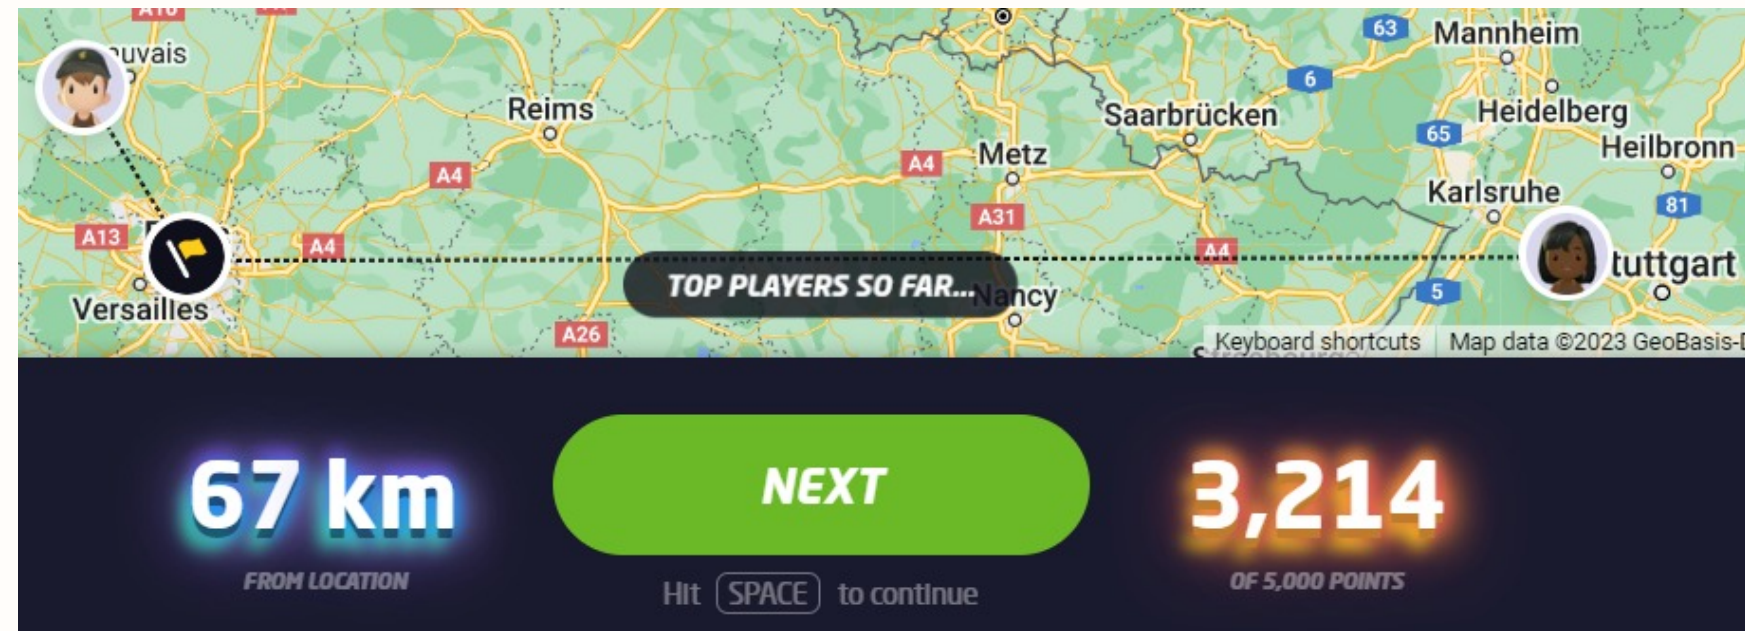 A16
63
Mannheim
uvais
6
Reims
Saarbrücken
Heidelberg
65
Heilbronn
A4
A4
Metz
Karlsruhe
81
A31
A13
A4
A4
tuttgart
TOP PLAYERS SO FAR...
Nancy
5
Versailles
A26
Keyboard shortcuts
Map data ©2023 GeoBasis-D
67 km
NEXT
3,214
FROM LOCATION
Hit SPACE to continue
OF 5,000 POINTS